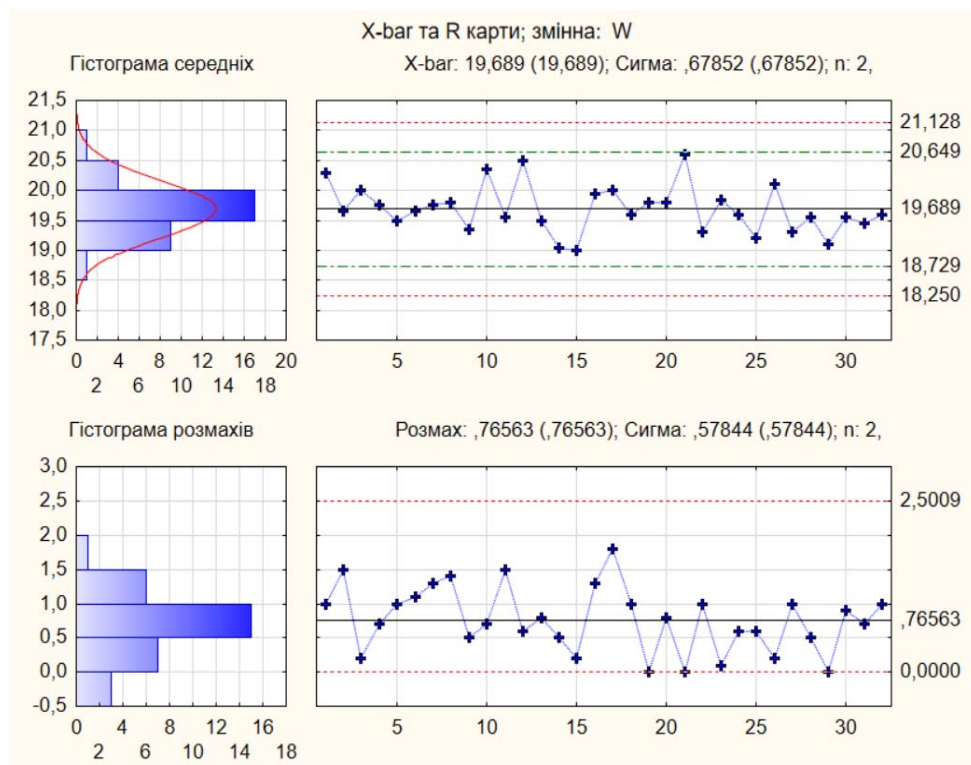 X-bar та R карти; змінна: W
Гістограма середніх
X-bar: 19,689 (19,689); Сигма: ,67852 (,67852); n: 2,
21,5
21,0
20,5
20,0
19,5
19,0
18,5
18,0
17,5
0 4 8 12 16 20
2 6 10 14 18
21,128
20,649
19,689
18,729
18,250
5 10 15 20 25 30
Гістограма розмахів
Розмах: ,76563 (,76563); Сигма: ,57844 (,57844); n: 2,
3,0
2,5
2,0
1,5
1,0
0,5
0,0
-0,5
0 4 8 12 16
2 6 10 14 18
2,5009
,76563
0,0000
5 10 15 20 25 30